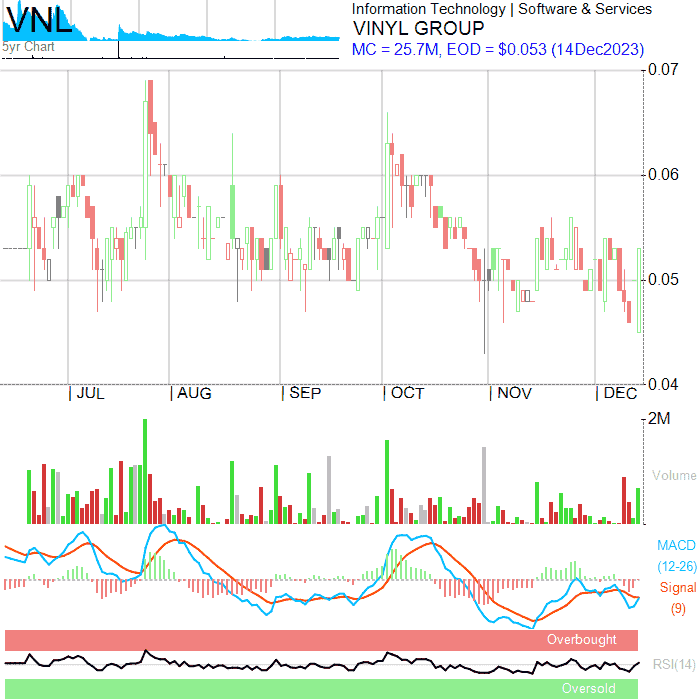 VNL
5yr Chart
Information Technology | Software & Services
VINYL GROUP
MC = 25.7M, EOD = $0.053 (14Dec2023)
0.07
0.06
0.05
0.04
| JUL | AUG | SEP | OCT | NOV | DEC
2M
Volume
MACD
(12-26)
Signal
(9)
Overbought
RSI(14)
Oversold